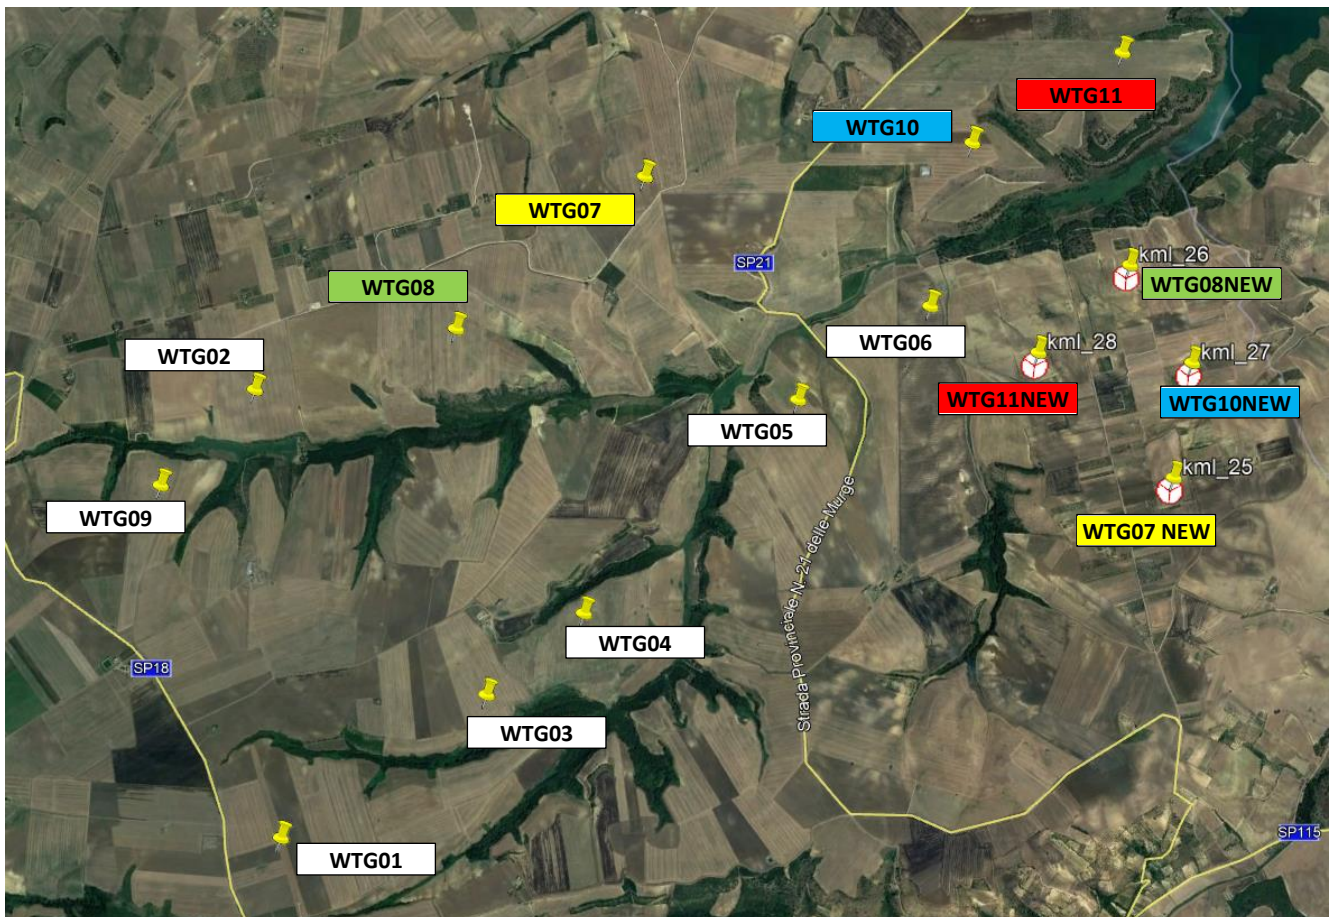 WTG11
WTG10
WTG07
kml_26
SP21
WTG08NEW
WTG08
WTG06
kml_28
kml_27
WTG02
WTG11NEW
WTG10NEW
WTG05
kml_25
WTG09
WTG07 NEW
Strada Provinciale N. 21 delle Murge
WTG04
SP18
WTG03
SP115
WTG01